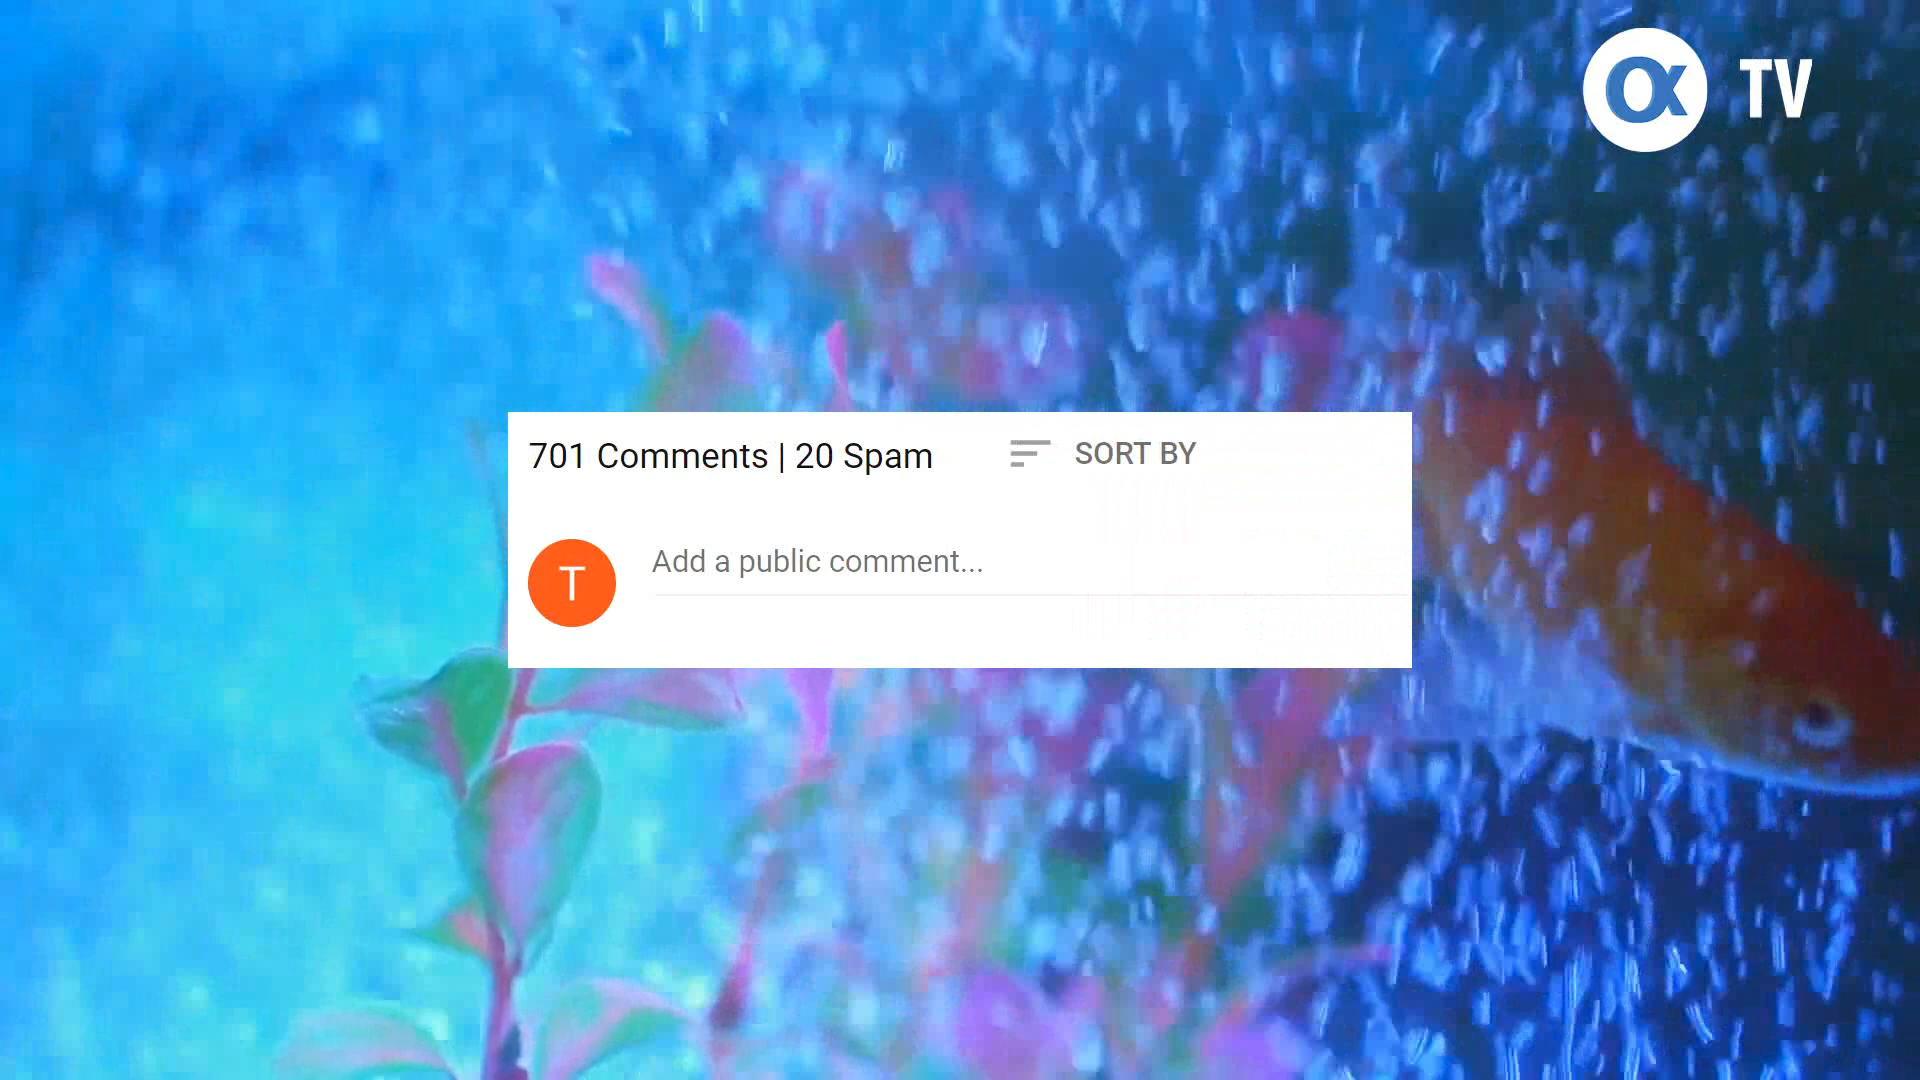 α TV
701 Comments | 20 Spam
SORT BY
T
Add a public comment...